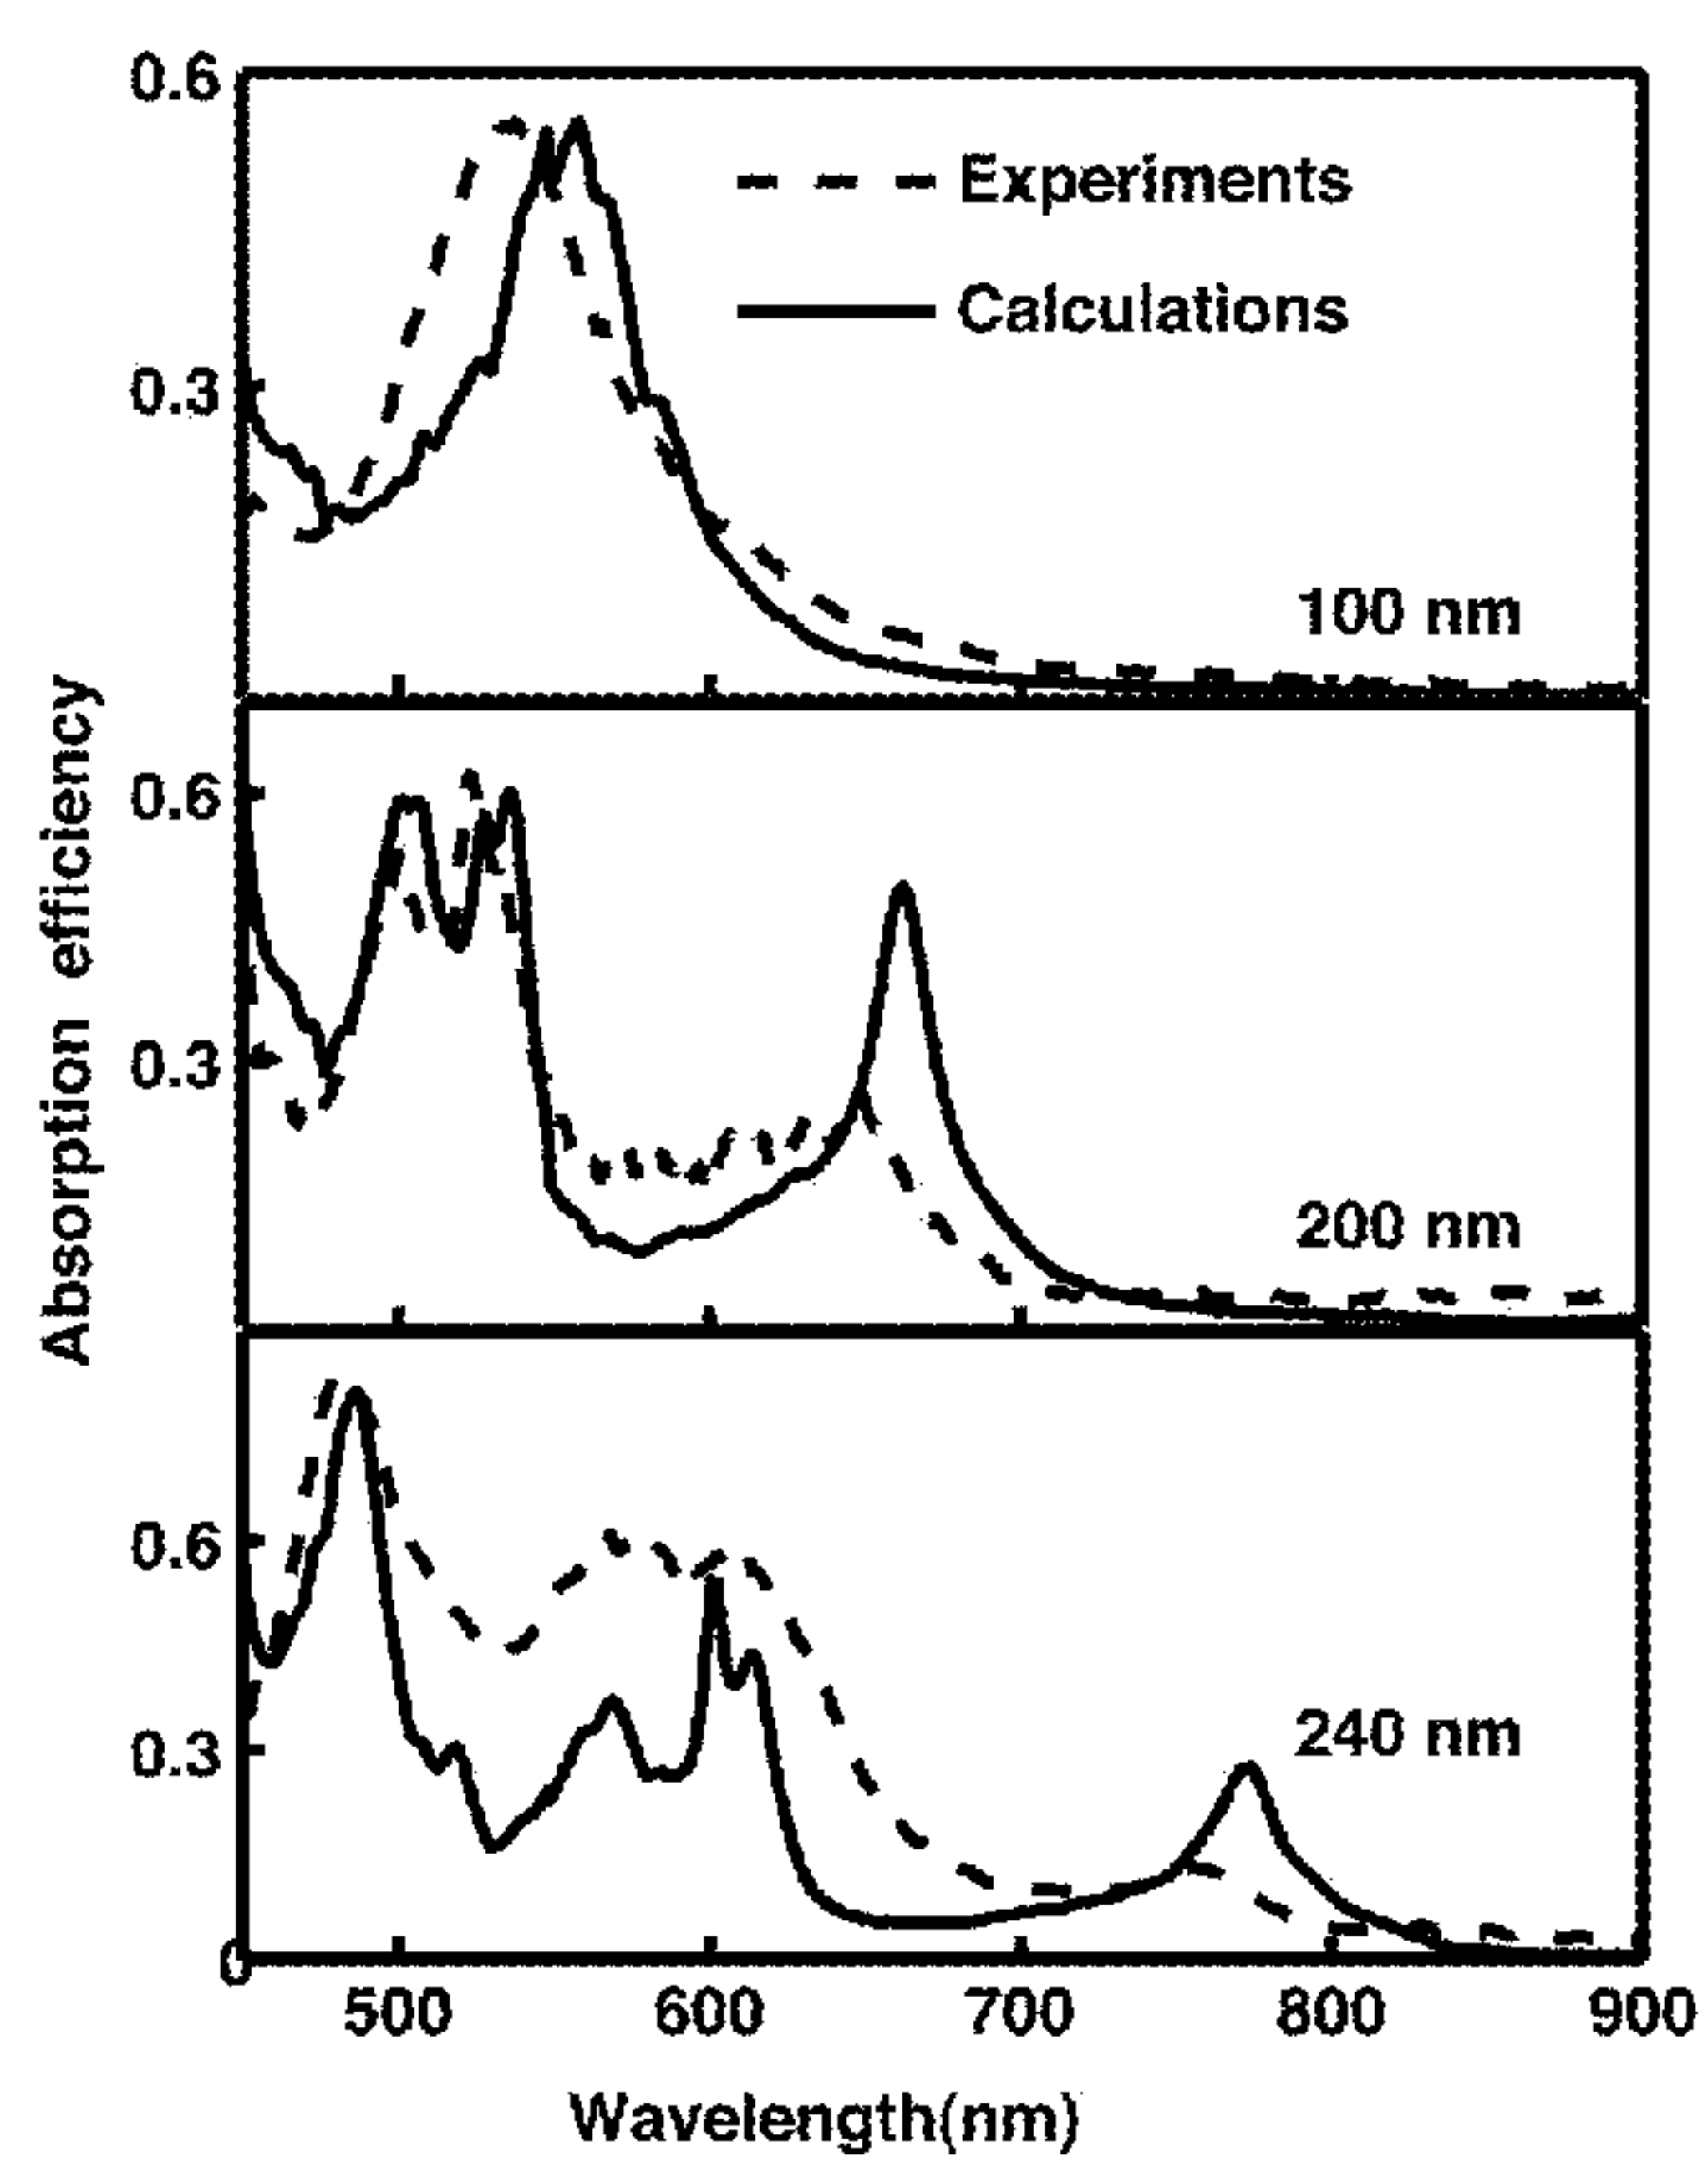 0.6
Experiments
Calculations
0.3
100 nm
0.6
0.3
200 nm
0.6
0.3
240 nm
0
500 600 700 800 900
Wavelength(nm)
Absorption efficiency